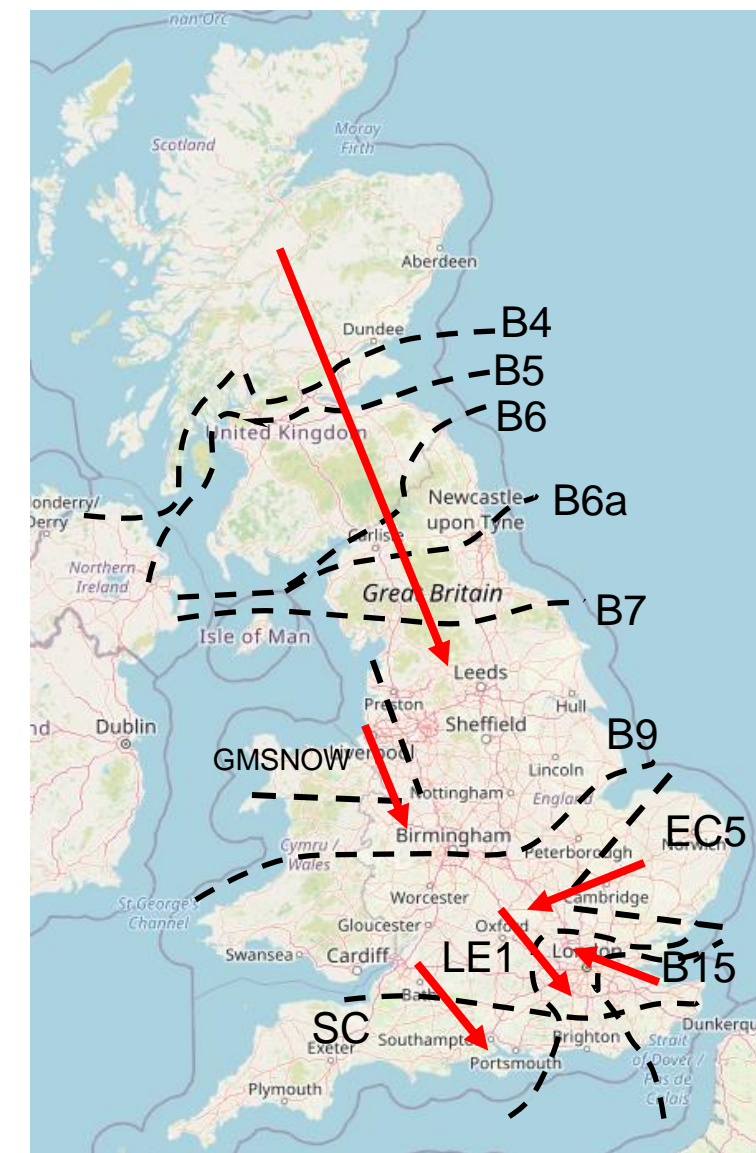 nan Orc
Moray
Firth
Scotland
Aberdeen
Dundee
B4
B5
United Kingdom
B6
onderry/
Derry
Newcastle
upon Tyne
B6a
Carlisle
Northern
Ireland
Great Britain
B7
Isle of Man
Leeds
Preston
Hull
nd
Dublin
Sheffield
B9
GMSNOW
Liverpool
Lincoln
Nottingham
England
EC5
Birmingham
Norwich
Cymru /
Wales
Peterborough
St George's
Channel
Worcester
Cambridge
Gloucester
Oxford
LE1
London
Swansea
Cardiff
B15
Bath
SC
Dunkerqu
Exeter
Southampt
Brighton
Strait
of Dover /
Pas de
Calais
Portsmouth
Plymouth